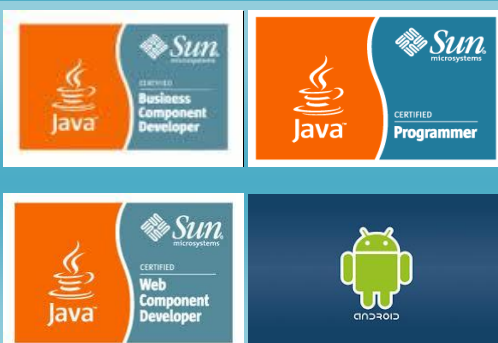 Java
Sun
microsystems
CERTIFIED
Business
Component
Developer
Java
Sun
microsystems
CERTIFIED
Programmer
Java
Sun
microsystems
CERTIFIED
Web
Component
Developer
ANDROID